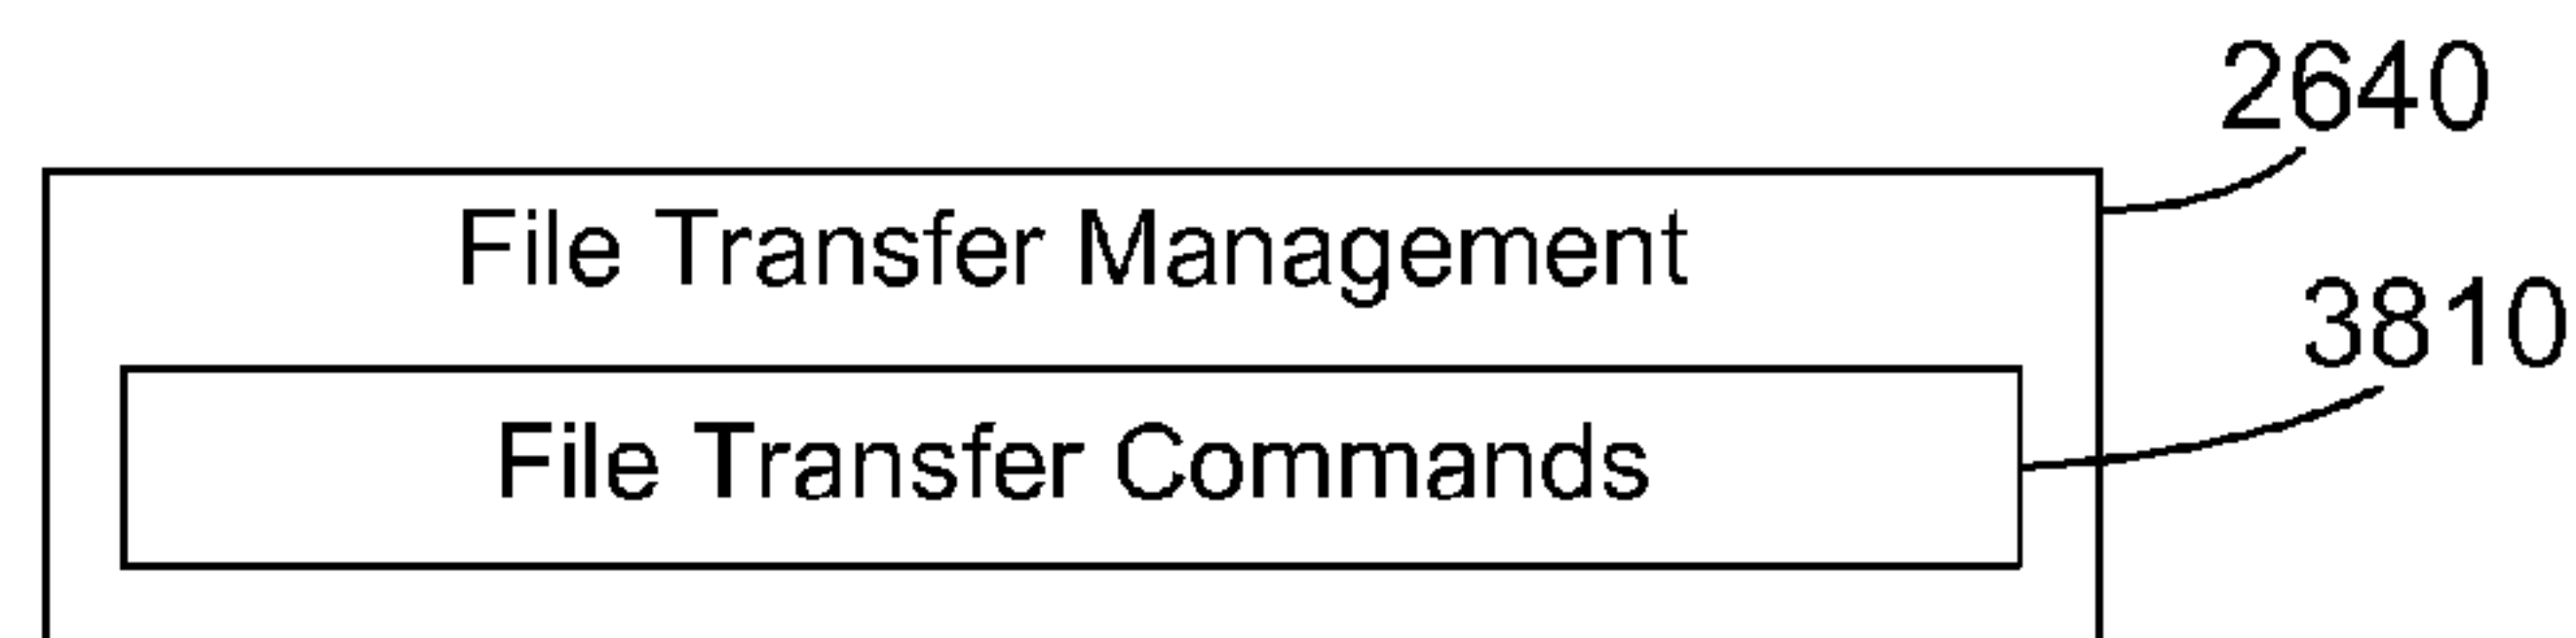 2640
File Transfer Management
3810
File Transfer Commands